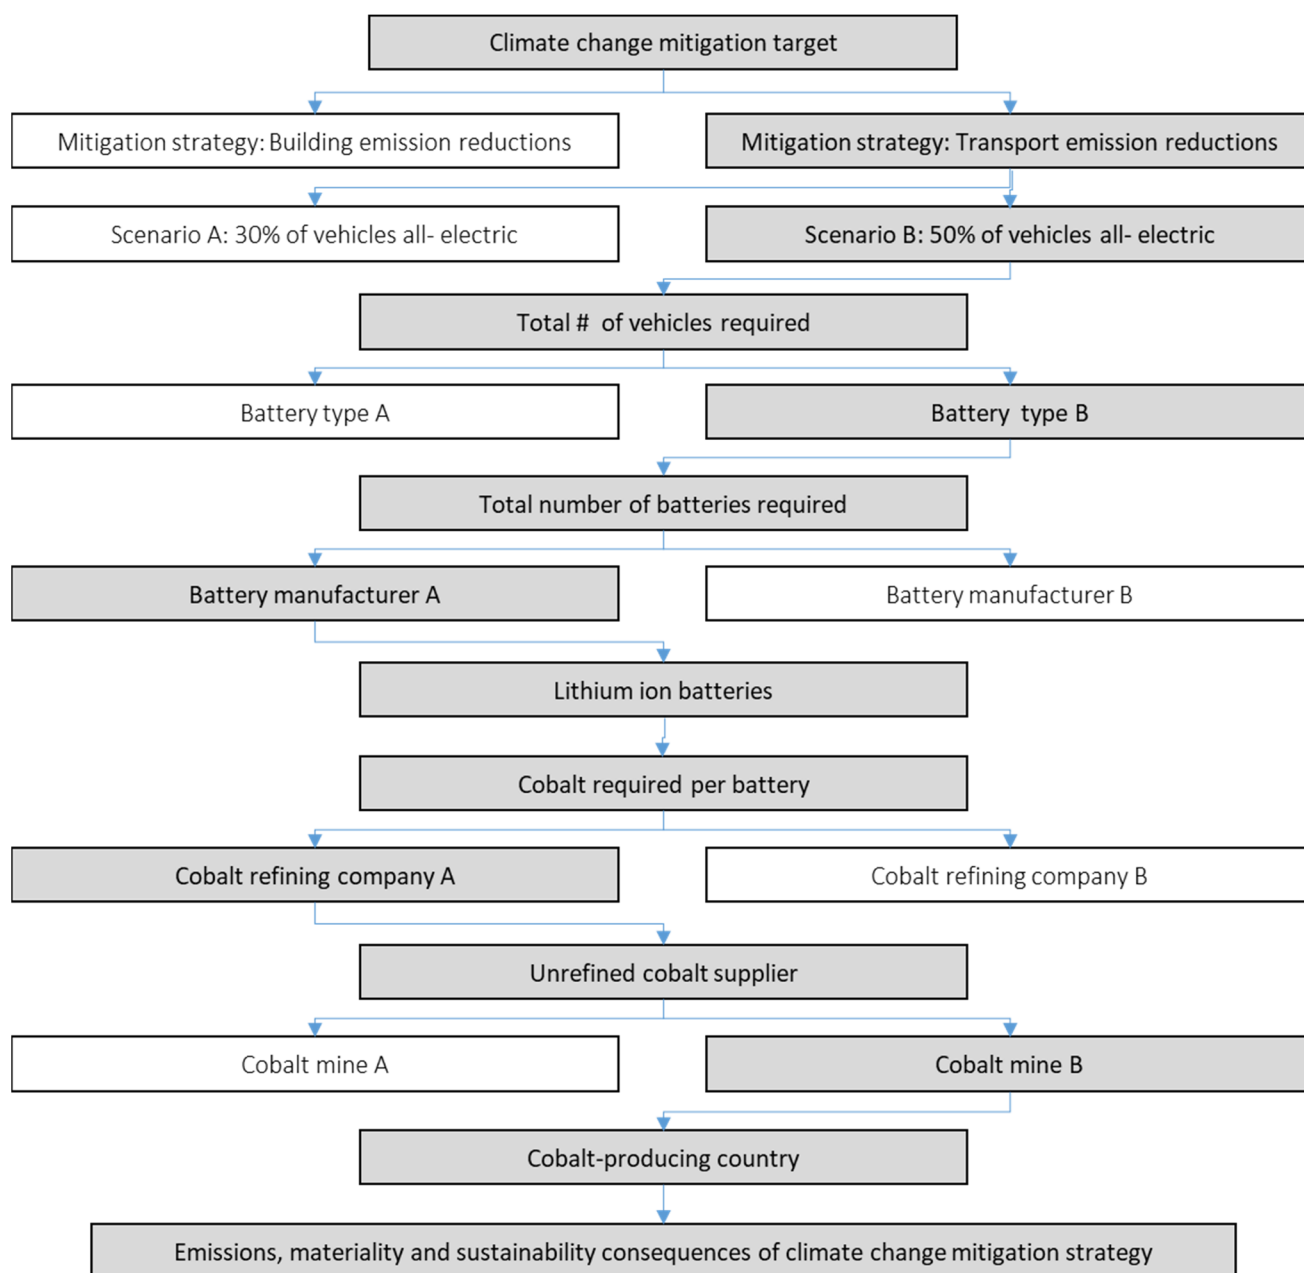 Climate change mitigation target
Mitigation strategy: Building emission reductions
Mitigation strategy: Transport emission reductions
Scenario A: 30% of vehicles all- electric
Scenario B: 50% of vehicles all- electric
Total # of vehicles required
Battery type A
Battery type B
Total number of batteries required
Battery manufacturer A
Battery manufacturer B
Lithium ion batteries
Cobalt required per battery
Cobalt refining company A
Cobalt refining company B
Unrefined cobalt supplier
Cobalt mine A
Cobalt mine B
Cobalt-producing country
Emissions, materiality and sustainability consequences of climate change mitigation strategy